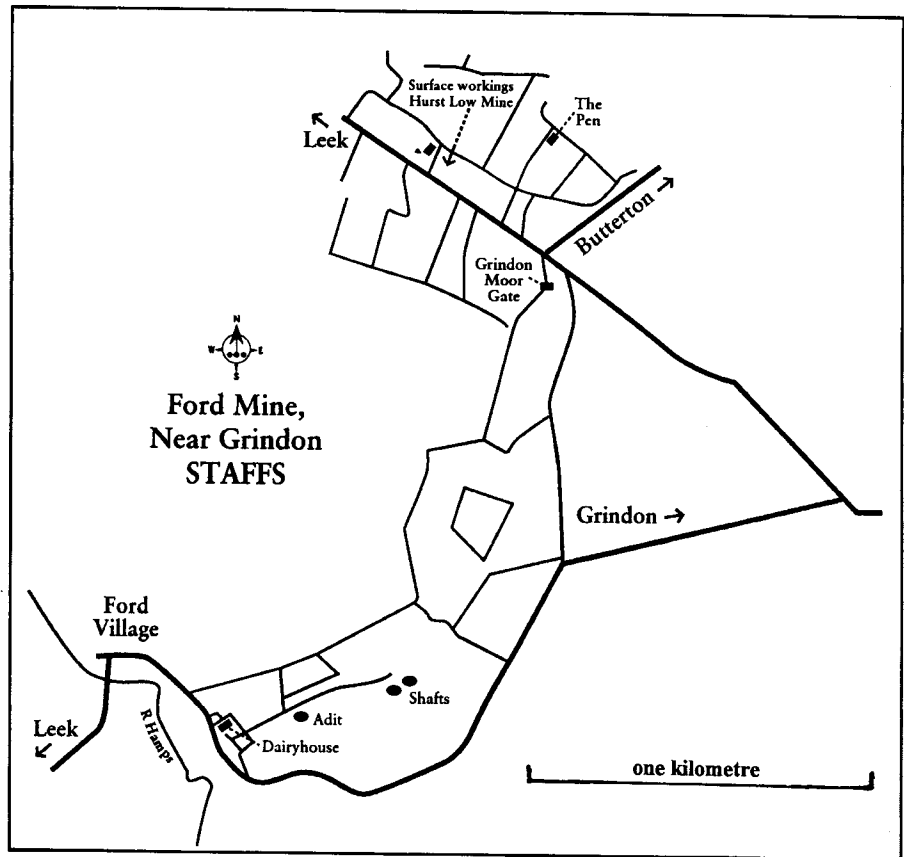 Surface workings
Hurst Low Mine
The
Pen
Leek
Butterton →
Grindon
Moor
Gate
N
W E
S
Ford Mine,
Near Grindon
STAFFS
Grindon →
Ford
Village
Shafts
Adit
Leek
R Hamps
Dairyhouse
one kilometre